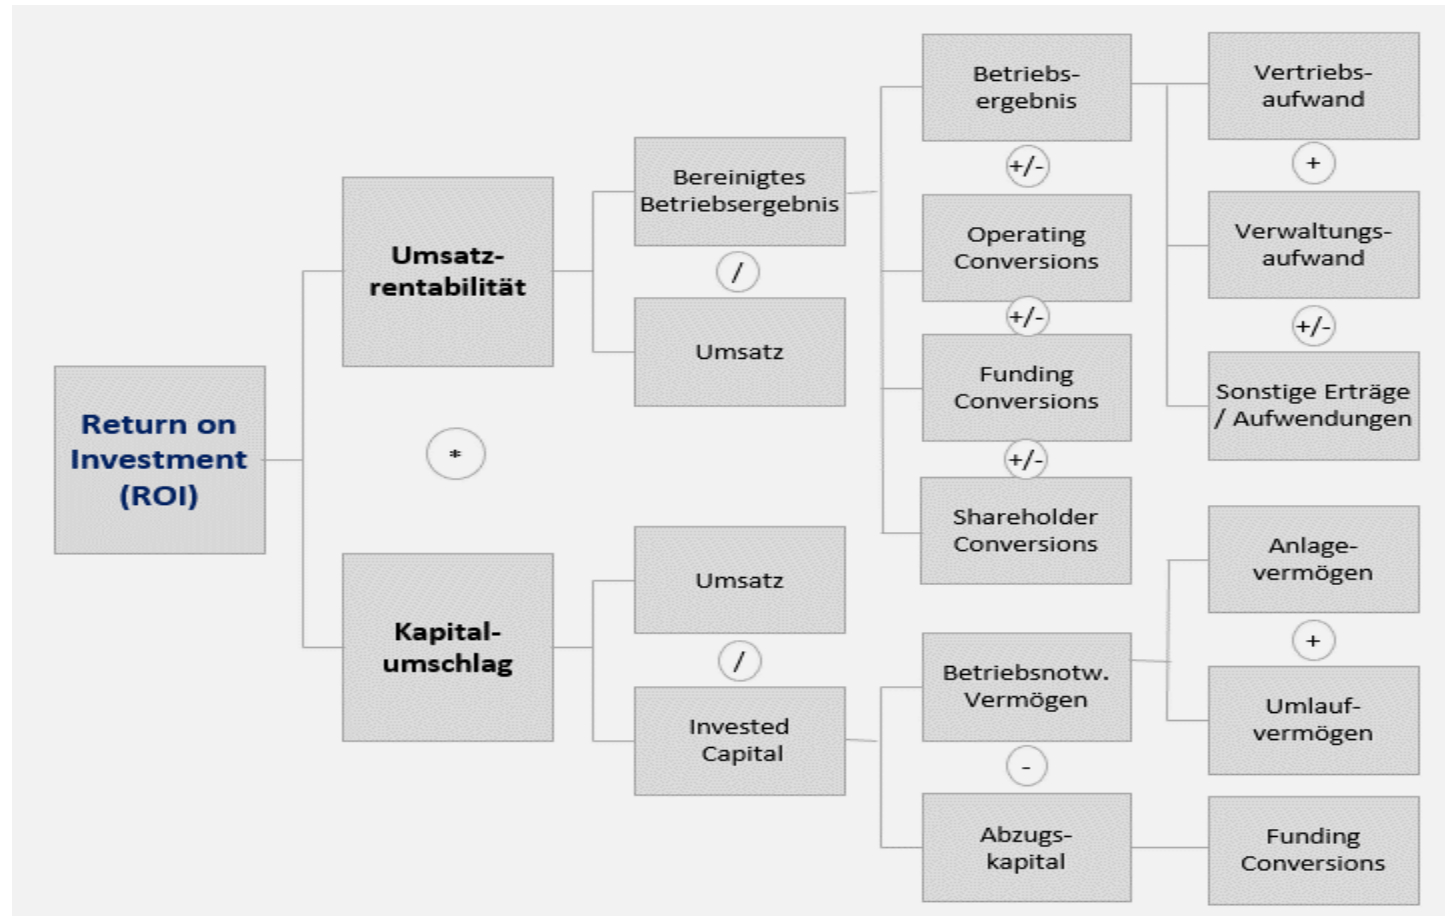 Return on
Investment
(ROI)
Umsatz-
rentabilität
*
Kapital-
umschlag
Bereinigtes
Betriebsergebnis
/
Umsatz
Umsatz
/
Invested
Capital
Betriebs-
ergebnis
+/-
Operating
Conversions
+/-
Funding
Conversions
+/-
Shareholder
Conversions
Betriebsnotw.
Vermögen
-
Abzugs-
kapital
Vertriebs-
aufwand
+
Verwaltungs-
aufwand
+/-
Sonstige Erträge
/ Aufwendungen
Anlage-
vermögen
+
Umlauf-
vermögen
Funding
Conversions